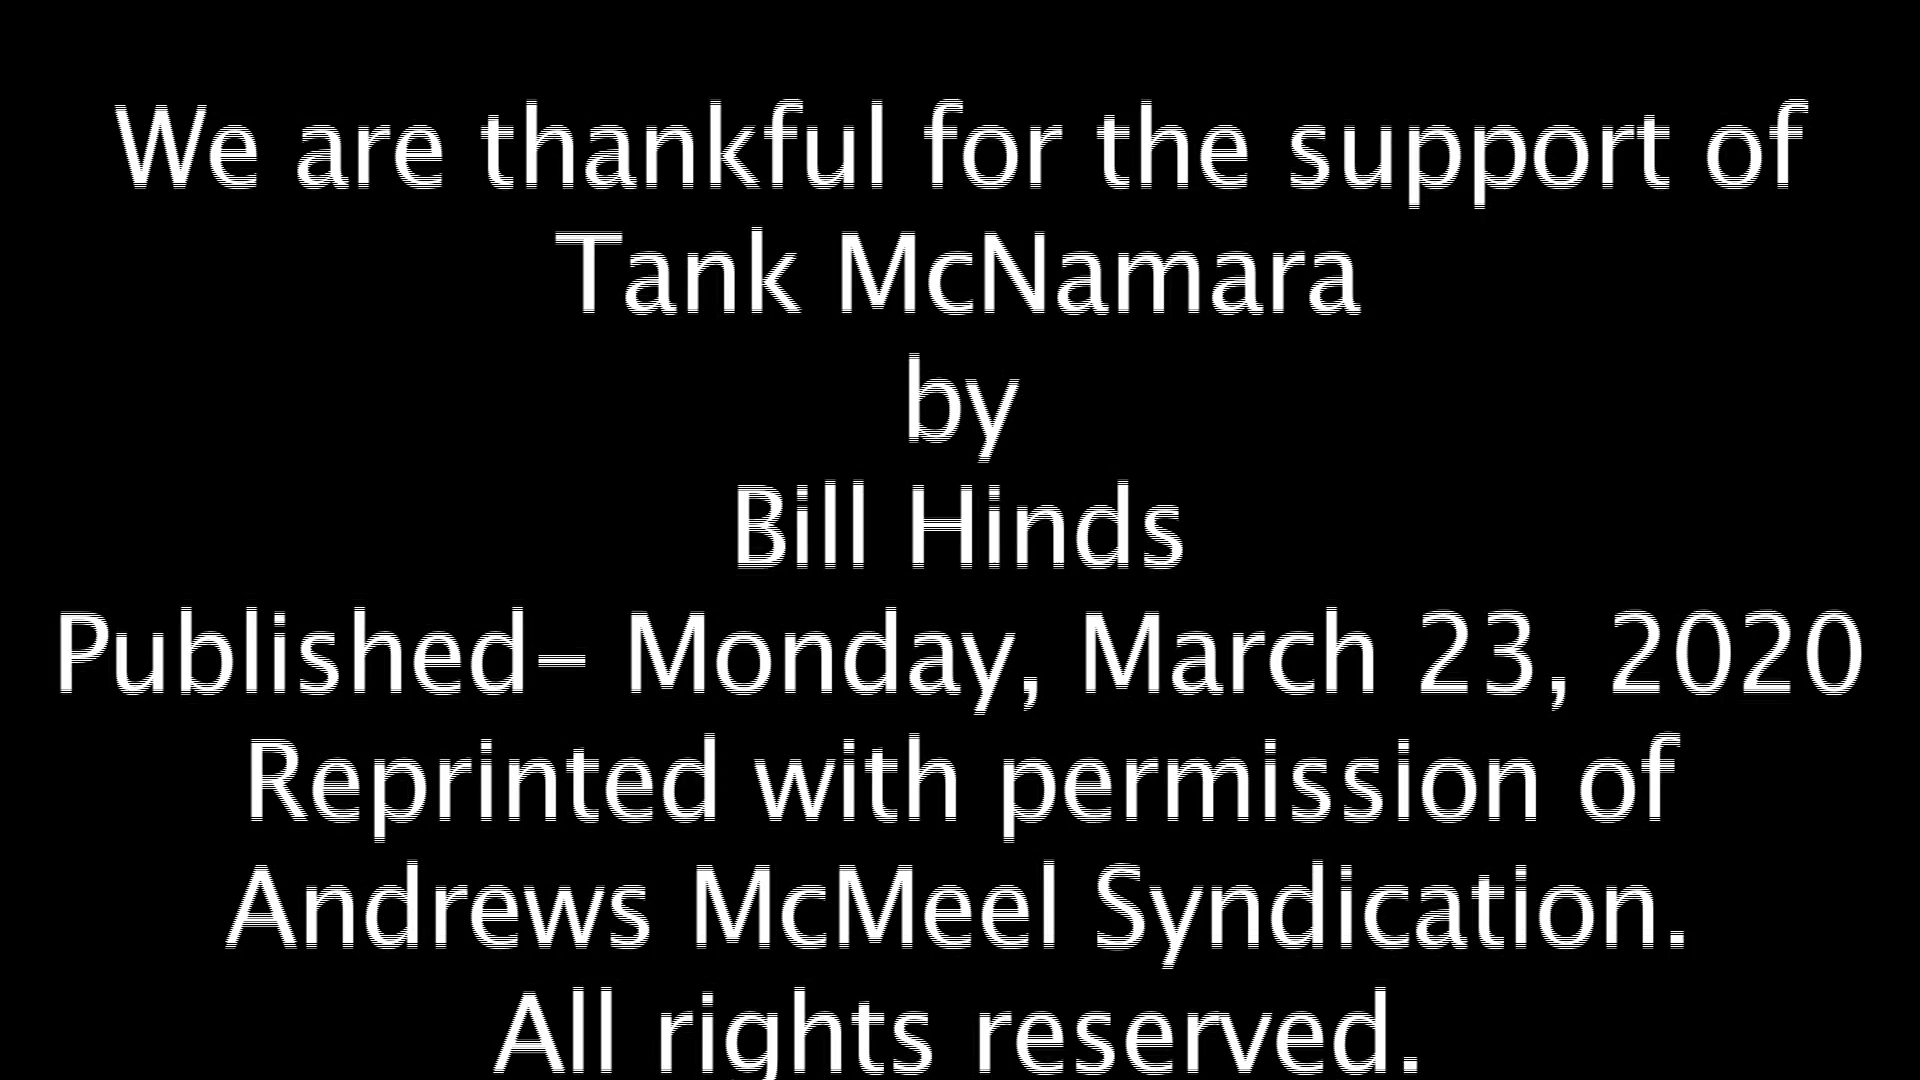 We are thankful for the support of
Tank McNamara
by
Bill Hinds
Published- Monday, March 23, 2020
Reprinted with permission of
Andrews McMeel Syndication.
All rights reserved.